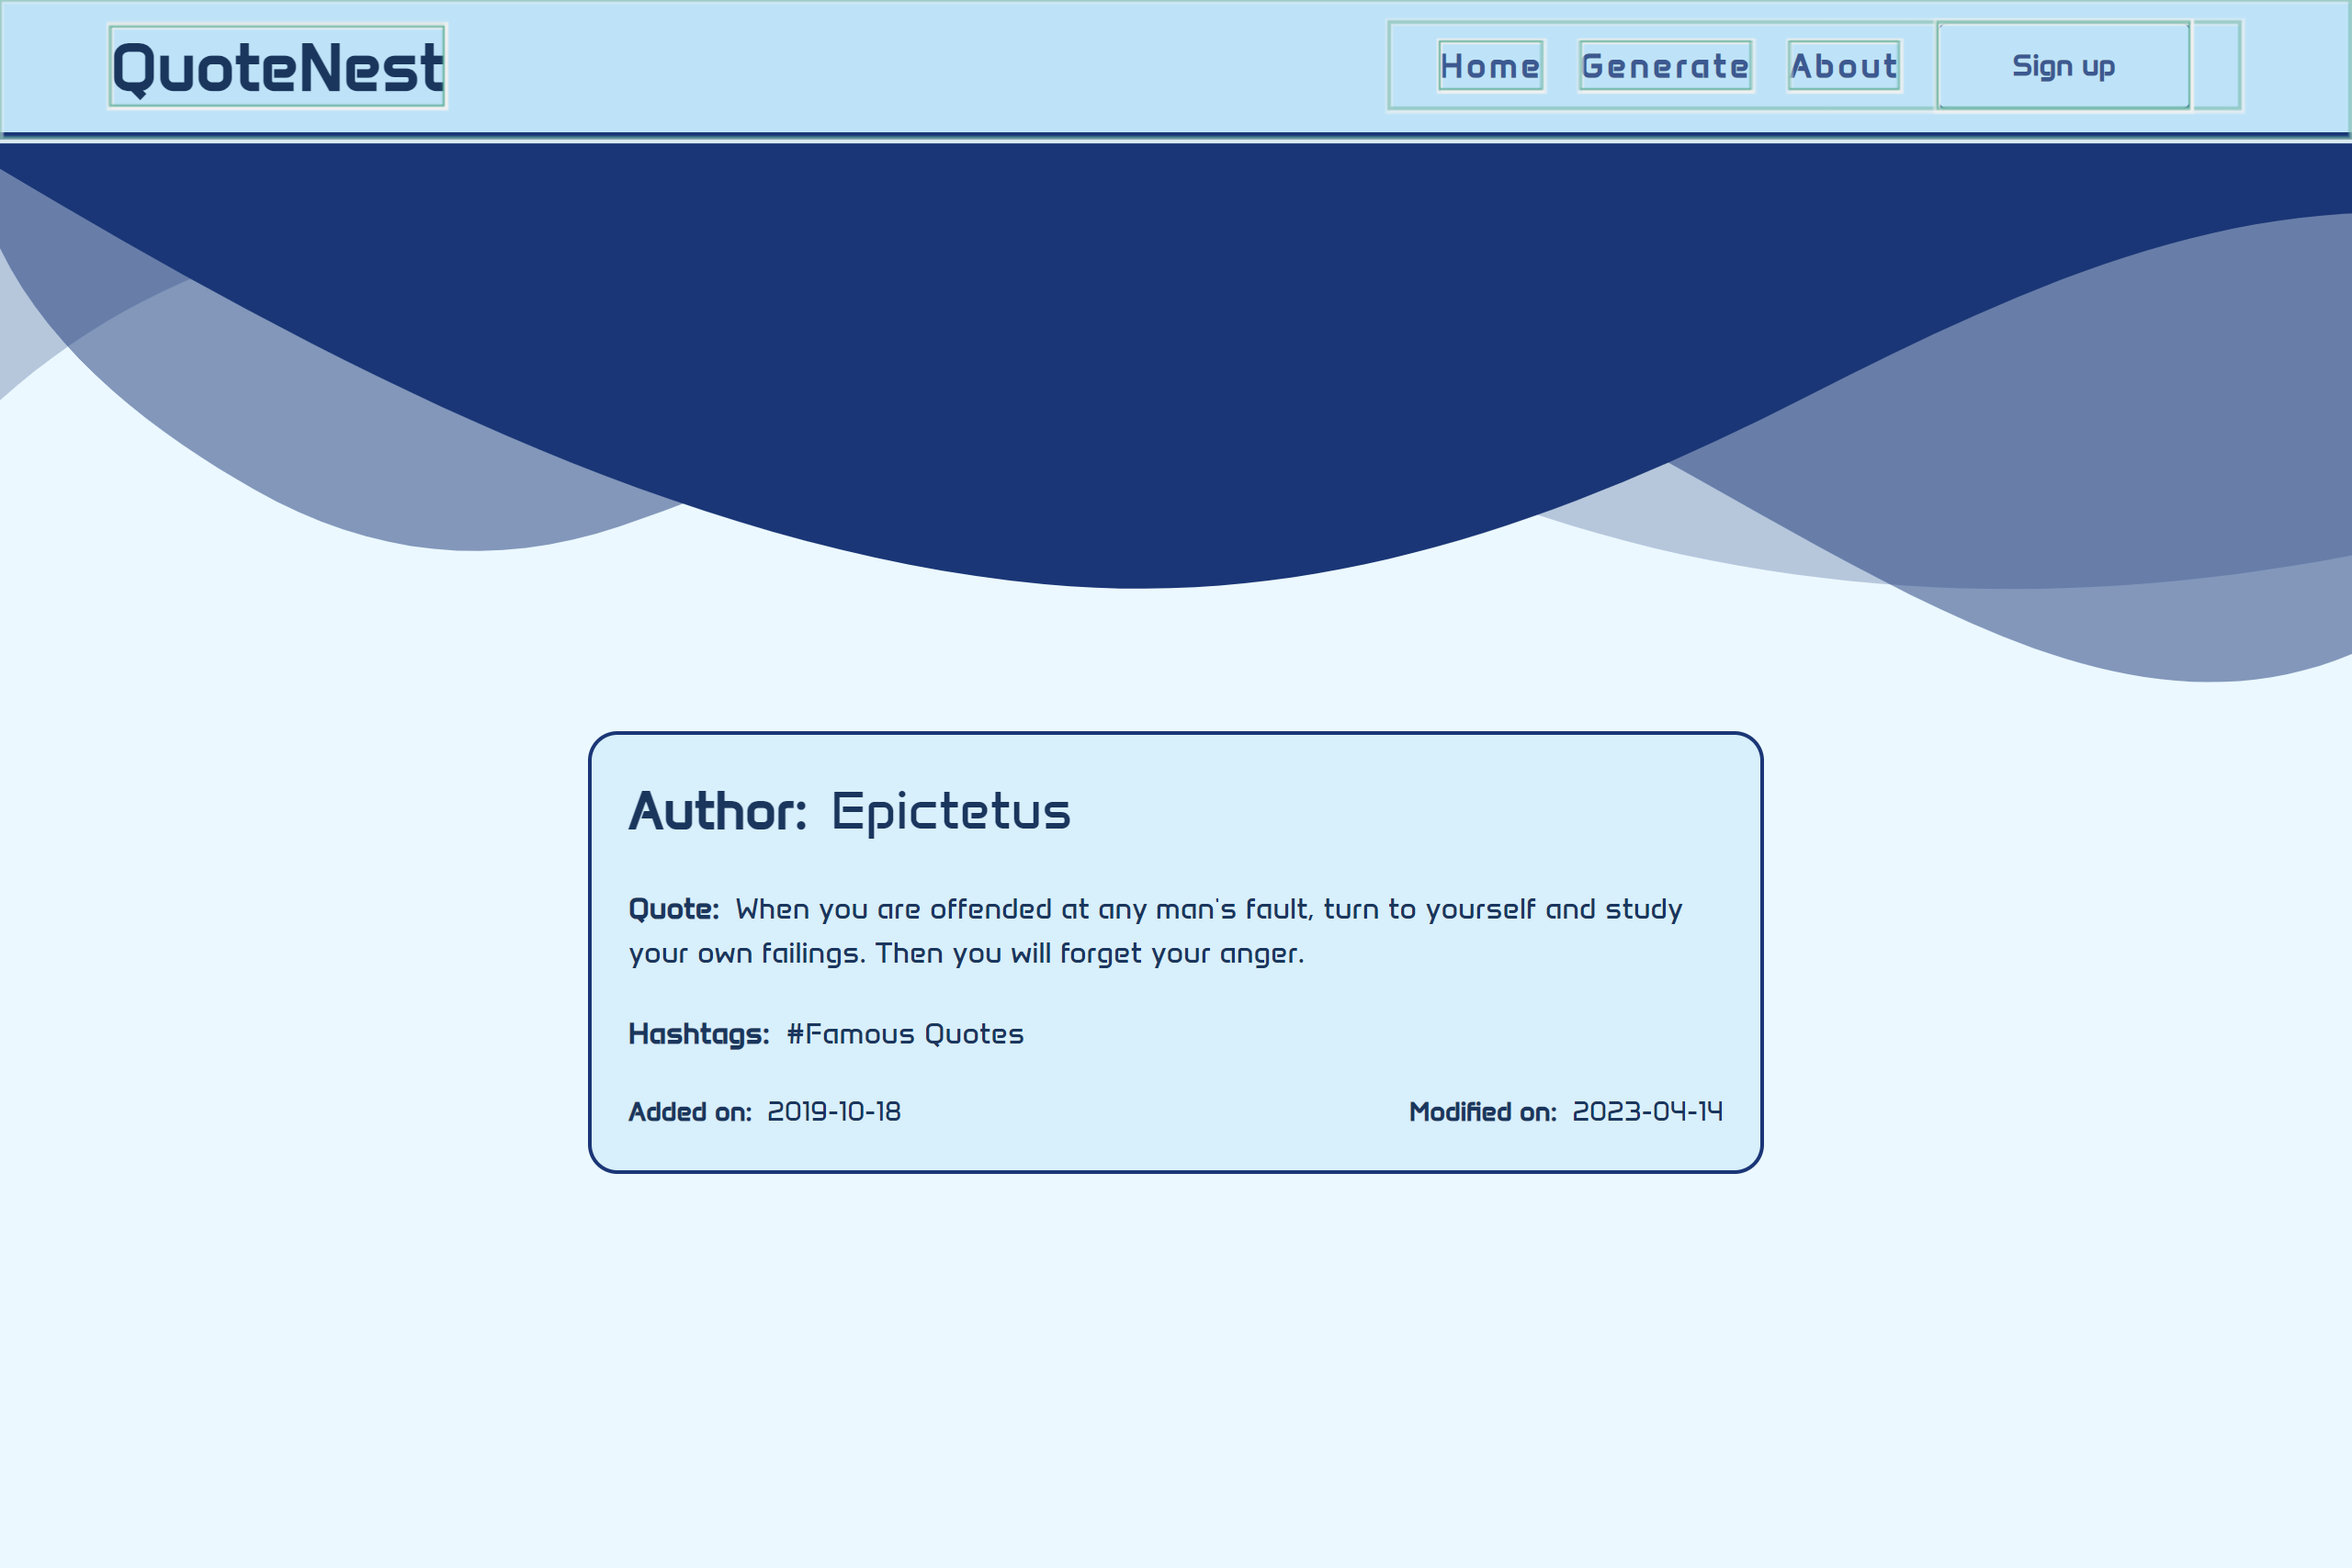 QuoteNest
Home Generate About Sign up
Author: Epictetus
Quote: When you are offended at any man's fault, turn to yourself and study
your own failings. Then you will forget your anger.
Hashtags: #Famous Quotes
Added on: 2019-10-18 Modified on: 2023-04-14